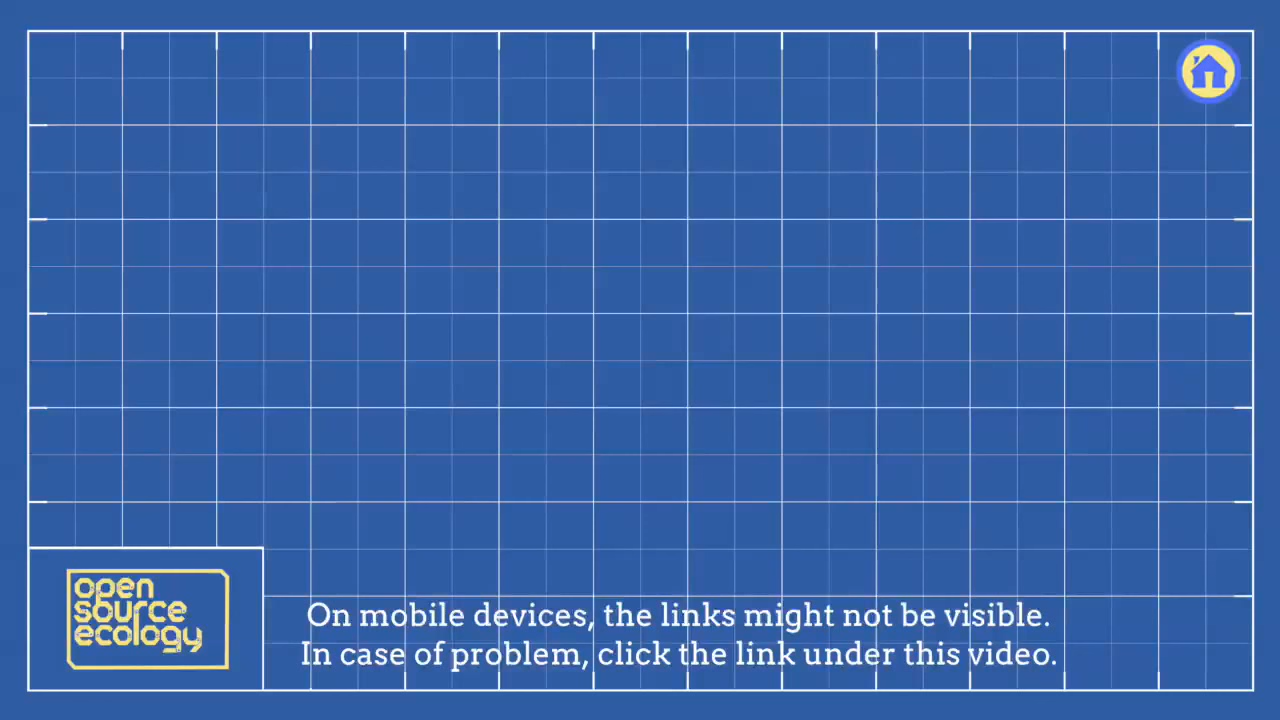 open
source
ecology
On mobile devices, the links might not be visible.
In case of problem, click the link under this video.